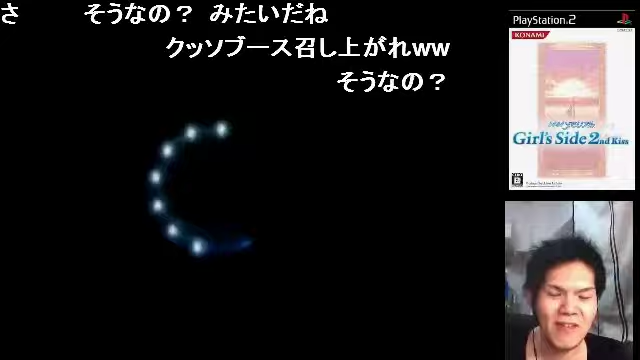 さ そうなの? みたいだね
クッソブース召し上がれww
そうなの?
PlayStation.2
KONAMI
Girl's Side 2nd Kiss